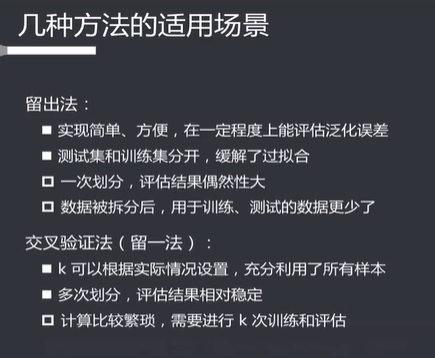 几种方法的适用场景
留出法：
实现简单、方便，在一定程度上能评估泛化误差
测试集和训练集分开，缓解了过拟合
一次划分，评估结果偶然性大
数据被拆分后，用于训练、测试的数据更少了
交叉验证法（留一法）：
k 可以根据实际情况设置，充分利用了所有样本
多次划分，评估结果相对稳定
计算比较繁琐，需要进行 k 次训练和评估